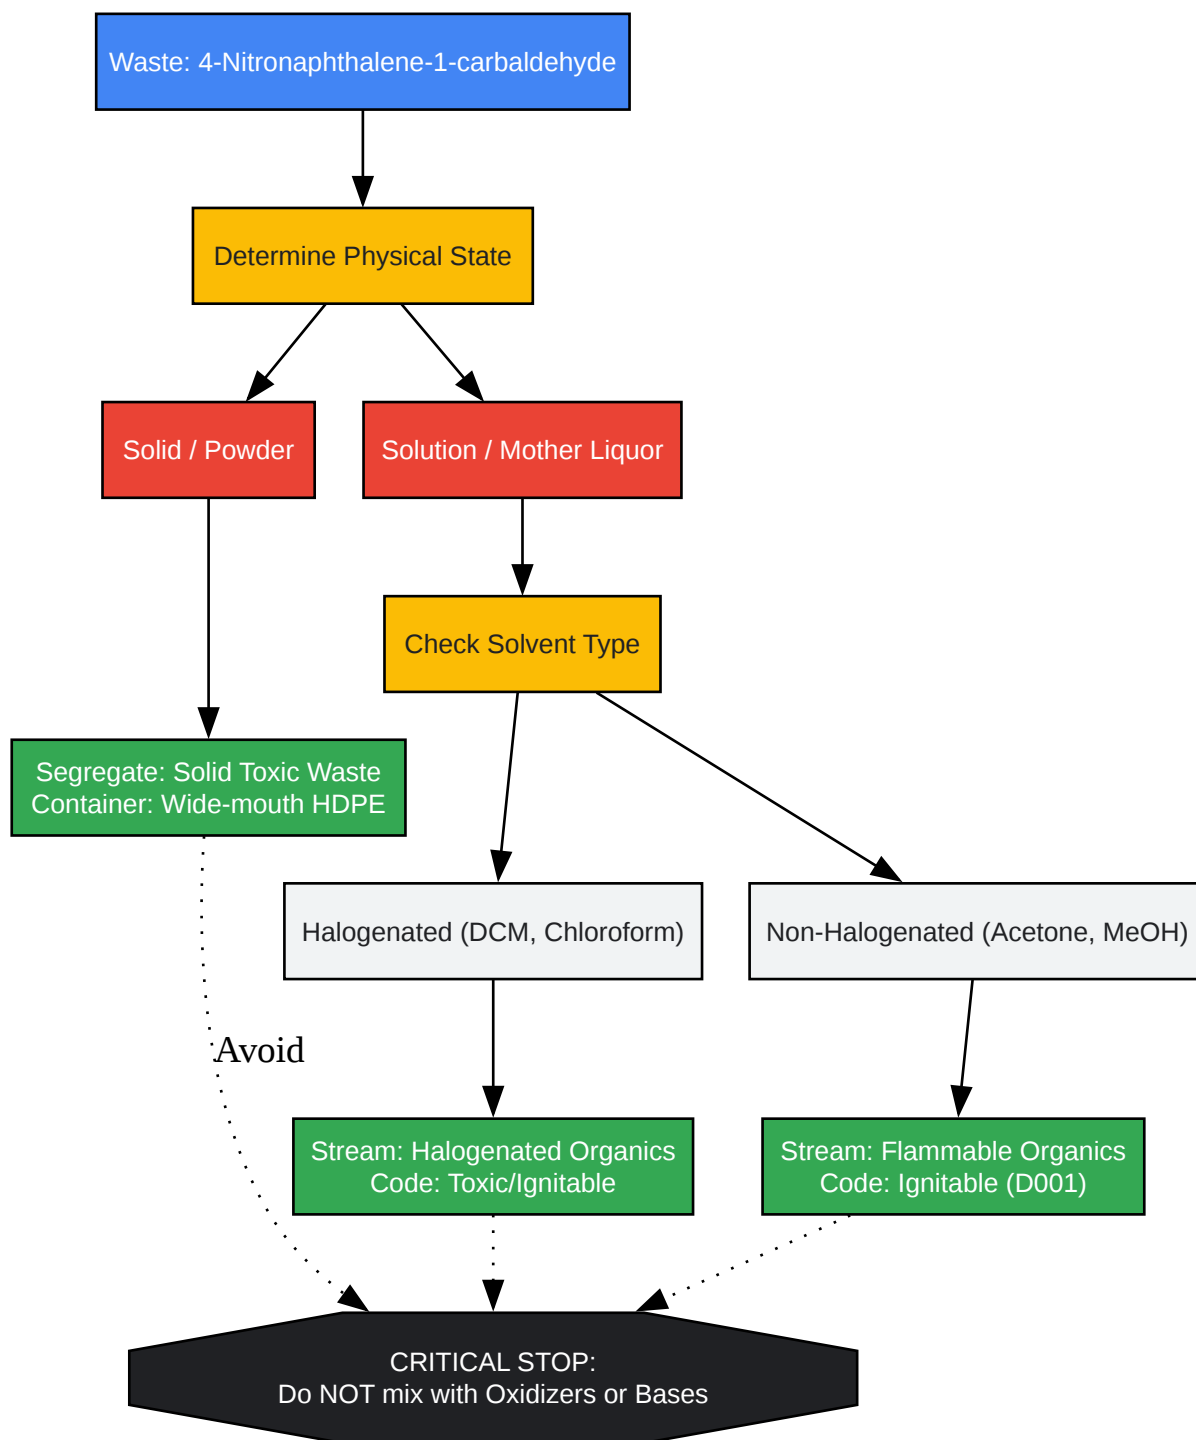 Waste: 4-Nitronaphthalene-1-carbaldehyde
Determine Physical State
Solid / Powder
Solution / Mother Liquor
Check Solvent Type
Segregate: Solid Toxic Waste
Container: Wide-mouth HDPE
Halogenated (DCM, Chloroform)
Non-Halogenated (Acetone, MeOH)
Avoid
Stream: Halogenated Organics
Code: Toxic/Ignitable
Stream: Flammable Organics
Code: Ignitable (D001)
CRITICAL STOP:
Do NOT mix with Oxidizers or Bases